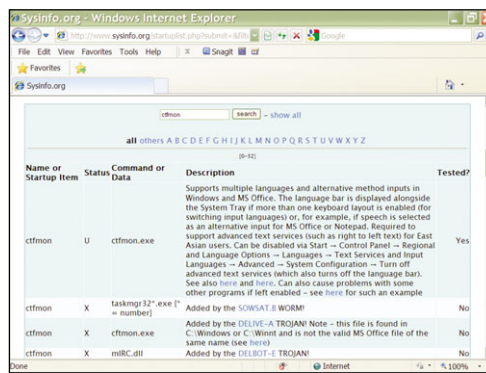 Sysinfo.org - Windows Internet Explorer
http://www.sysinfo.org/startuplist.php?submit=&filte
Google
File Edit View Favorites Tools Help X Snagit
Favorites
Sysinfo.org
ctfmon search - show all
all others A B C D E F G H I J K L M N O P Q R S T U V W X Y Z
[0-32]
Name or Startup Item Status Command or Data Description Tested?
ctfmon U ctfmon.exe
Supports multiple languages and alternative method inputs in
Windows and MS Office. The language bar is displayed alongside
the System Tray if more than one keyboard layout is enabled (for
switching input languages) or, for example, if speech is selected
as an alternative input for MS Office or Notepad. Required to
support advanced text services (such as right to left text) for East
Asian users. Can be disabled via Start → Control Panel → Regional
and Language Options → Languages → Text Services and Input
Languages → Advanced → System Configuration → Turn off
advanced text services (which also turns off the language bar).
See also here and here. Can also cause problems with some
other programs if left enabled - see here for such an example
Yes
ctfmon X taskmgr32*.exe [* = number] Added by the SOWSAT.B WORM! No
ctfmon X cftmon.exe
Added by the DELIVE-A TROJAN! Note - this file is found in
C:\Windows or C:\Winnt and is not the valid MS Office file of the
same name (see here)
No
ctfmon X mIRC.dll Added by the DELBOT-E TROJAN! No
Done Internet 100%